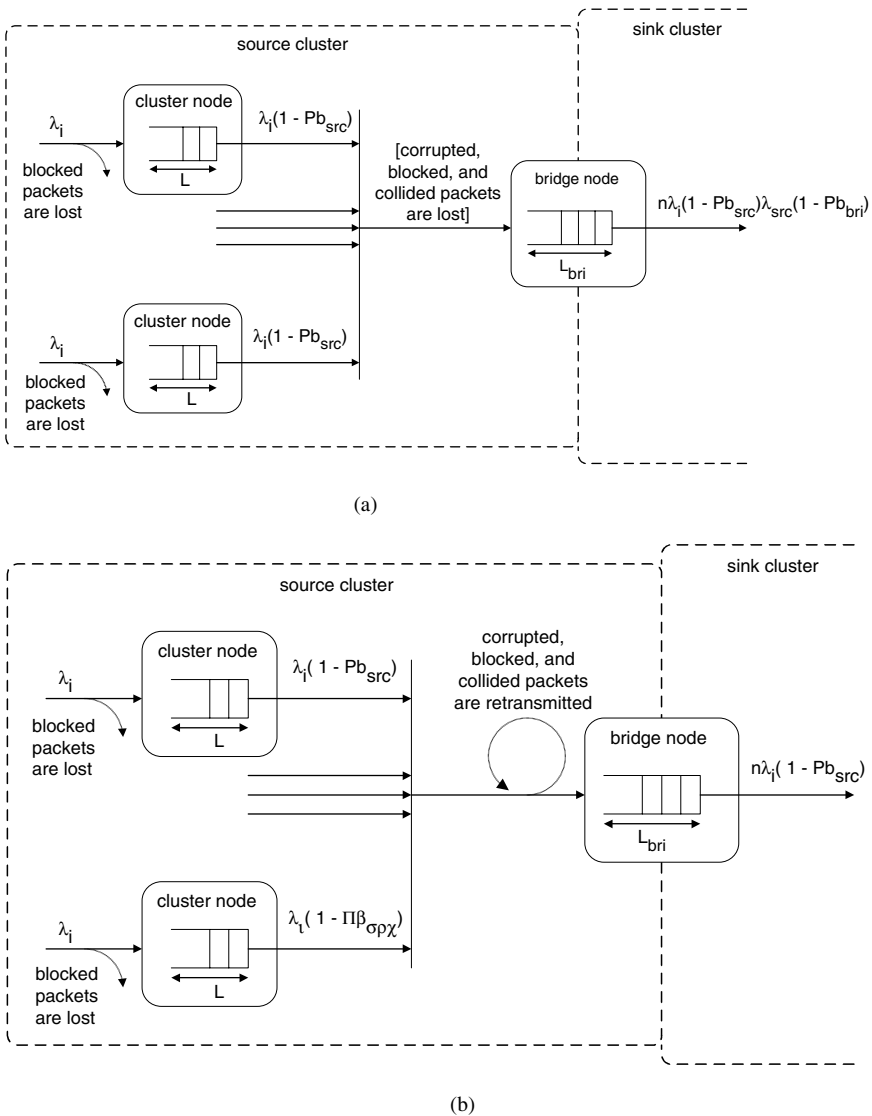 source cluster
sink cluster
cluster node
λi
λi(1 - Pbsrc)
L
blocked
packets
are lost
[corrupted,
blocked, and
collided packets
are lost]
bridge node
nλi(1 - Pbsrc)λsrc(1 - Pbbri)
Lbri
cluster node
λi
λi(1 - Pbsrc)
L
blocked
packets
are lost
(a)
source cluster
sink cluster
cluster node
λi
λi( 1 - Pbsrc)
L
blocked
packets
are lost
corrupted,
blocked, and
collided packets
are retransmitted
bridge node
nλi( 1 - Pbsrc)
Lbri
cluster node
λi
λι( 1 - Πβσρχ)
L
blocked
packets
are lost
(b)